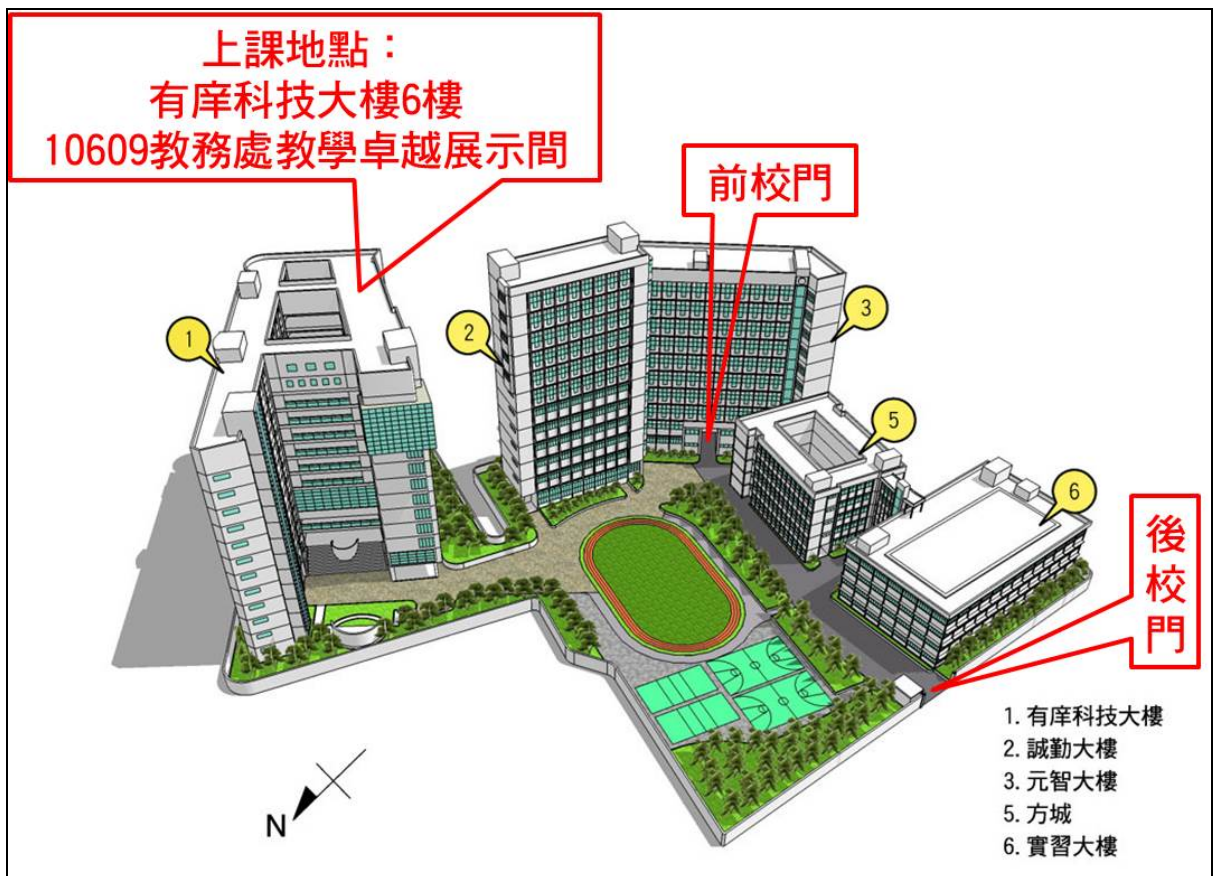 上課地點：
有庠科技大樓6樓
10609教務處教學卓越展示間
前校門
1
2
3
5
6
後
校
門
1. 有庠科技大樓
2. 誠勤大樓
3. 元智大樓
5. 方城
6. 實習大樓
N